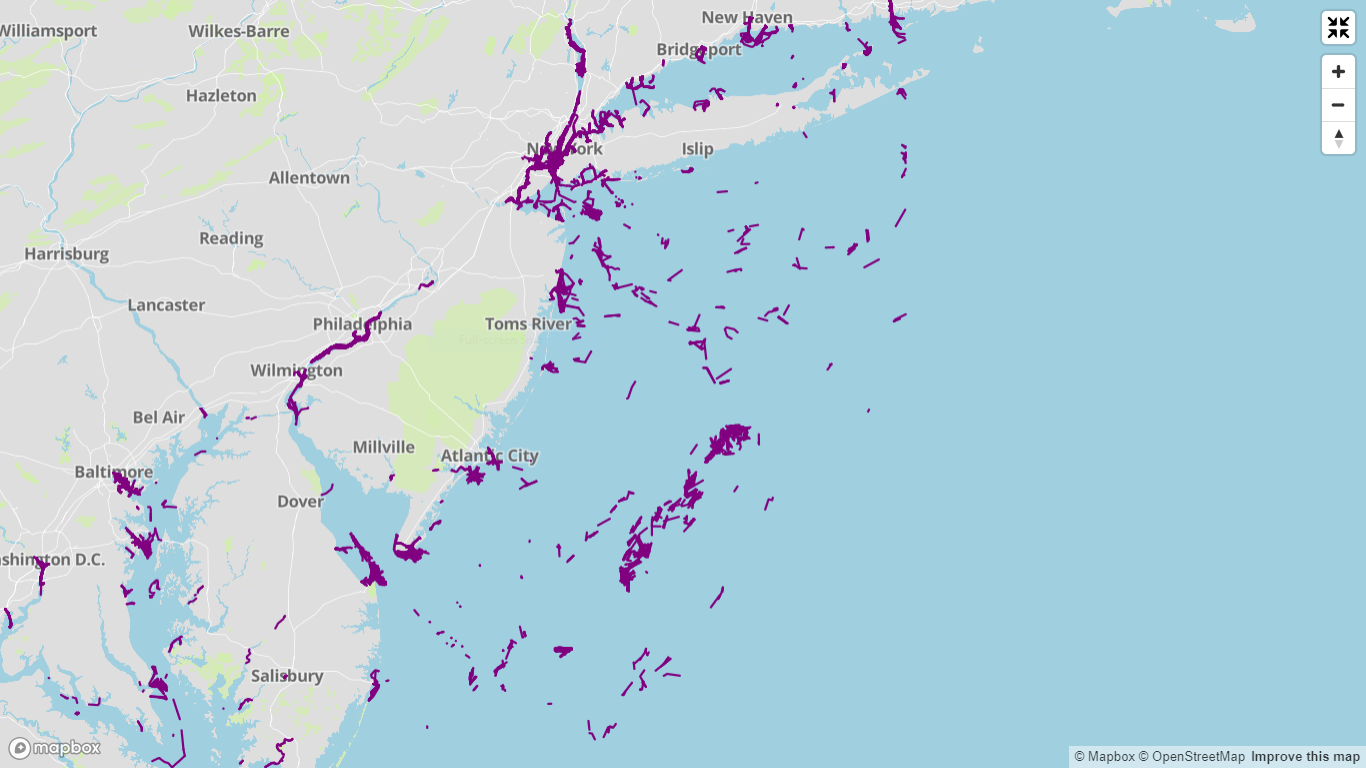 Williamsport
Wilkes-Barre
New Haven
Bridgeport
Hazleton
New York
Islip
Allentown
Reading
Harrisburg
Lancaster
Philadelphia
Toms River
Wilmington
Bel Air
Millville
Atlantic City
Baltimore
Dover
ashington D.C.
Salisbury
mapbox
© Mapbox © OpenStreetMap Improve this map